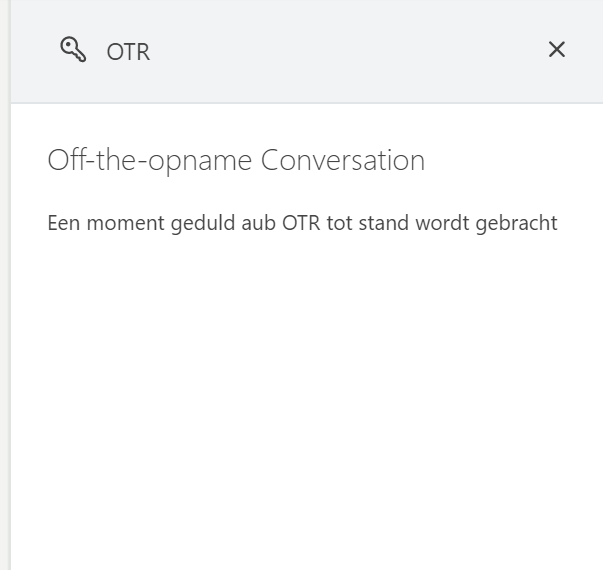 OTR
Off-the-opname Conversation
Een moment geduld aub OTR tot stand wordt gebracht